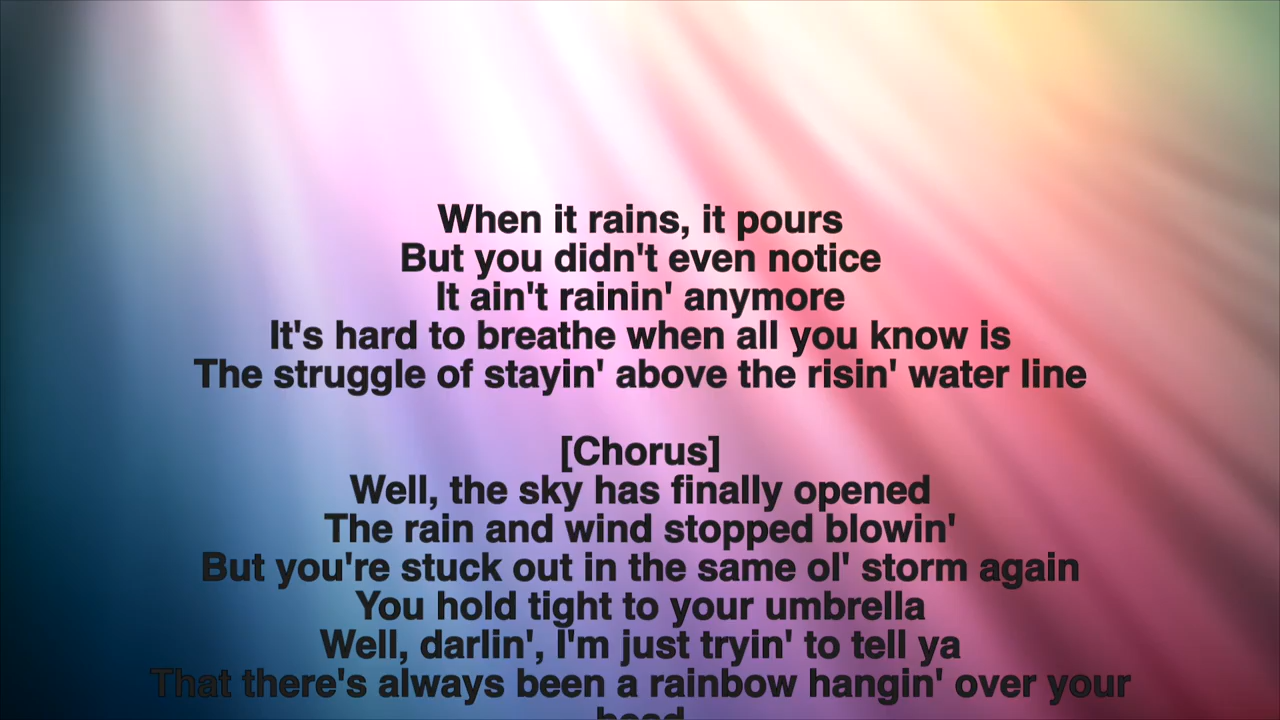 When it rains, it pours
But you didn't even notice
It ain't rainin' anymore
It's hard to breathe when all you know is
The struggle of stayin' above the risin' water line
[Chorus]
Well, the sky has finally opened
The rain and wind stopped blowin'
But you're stuck out in the same ol' storm again
You hold tight to your umbrella
Well, darlin', I'm just tryin' to tell ya
That there's always been a rainbow hangin' over your
head